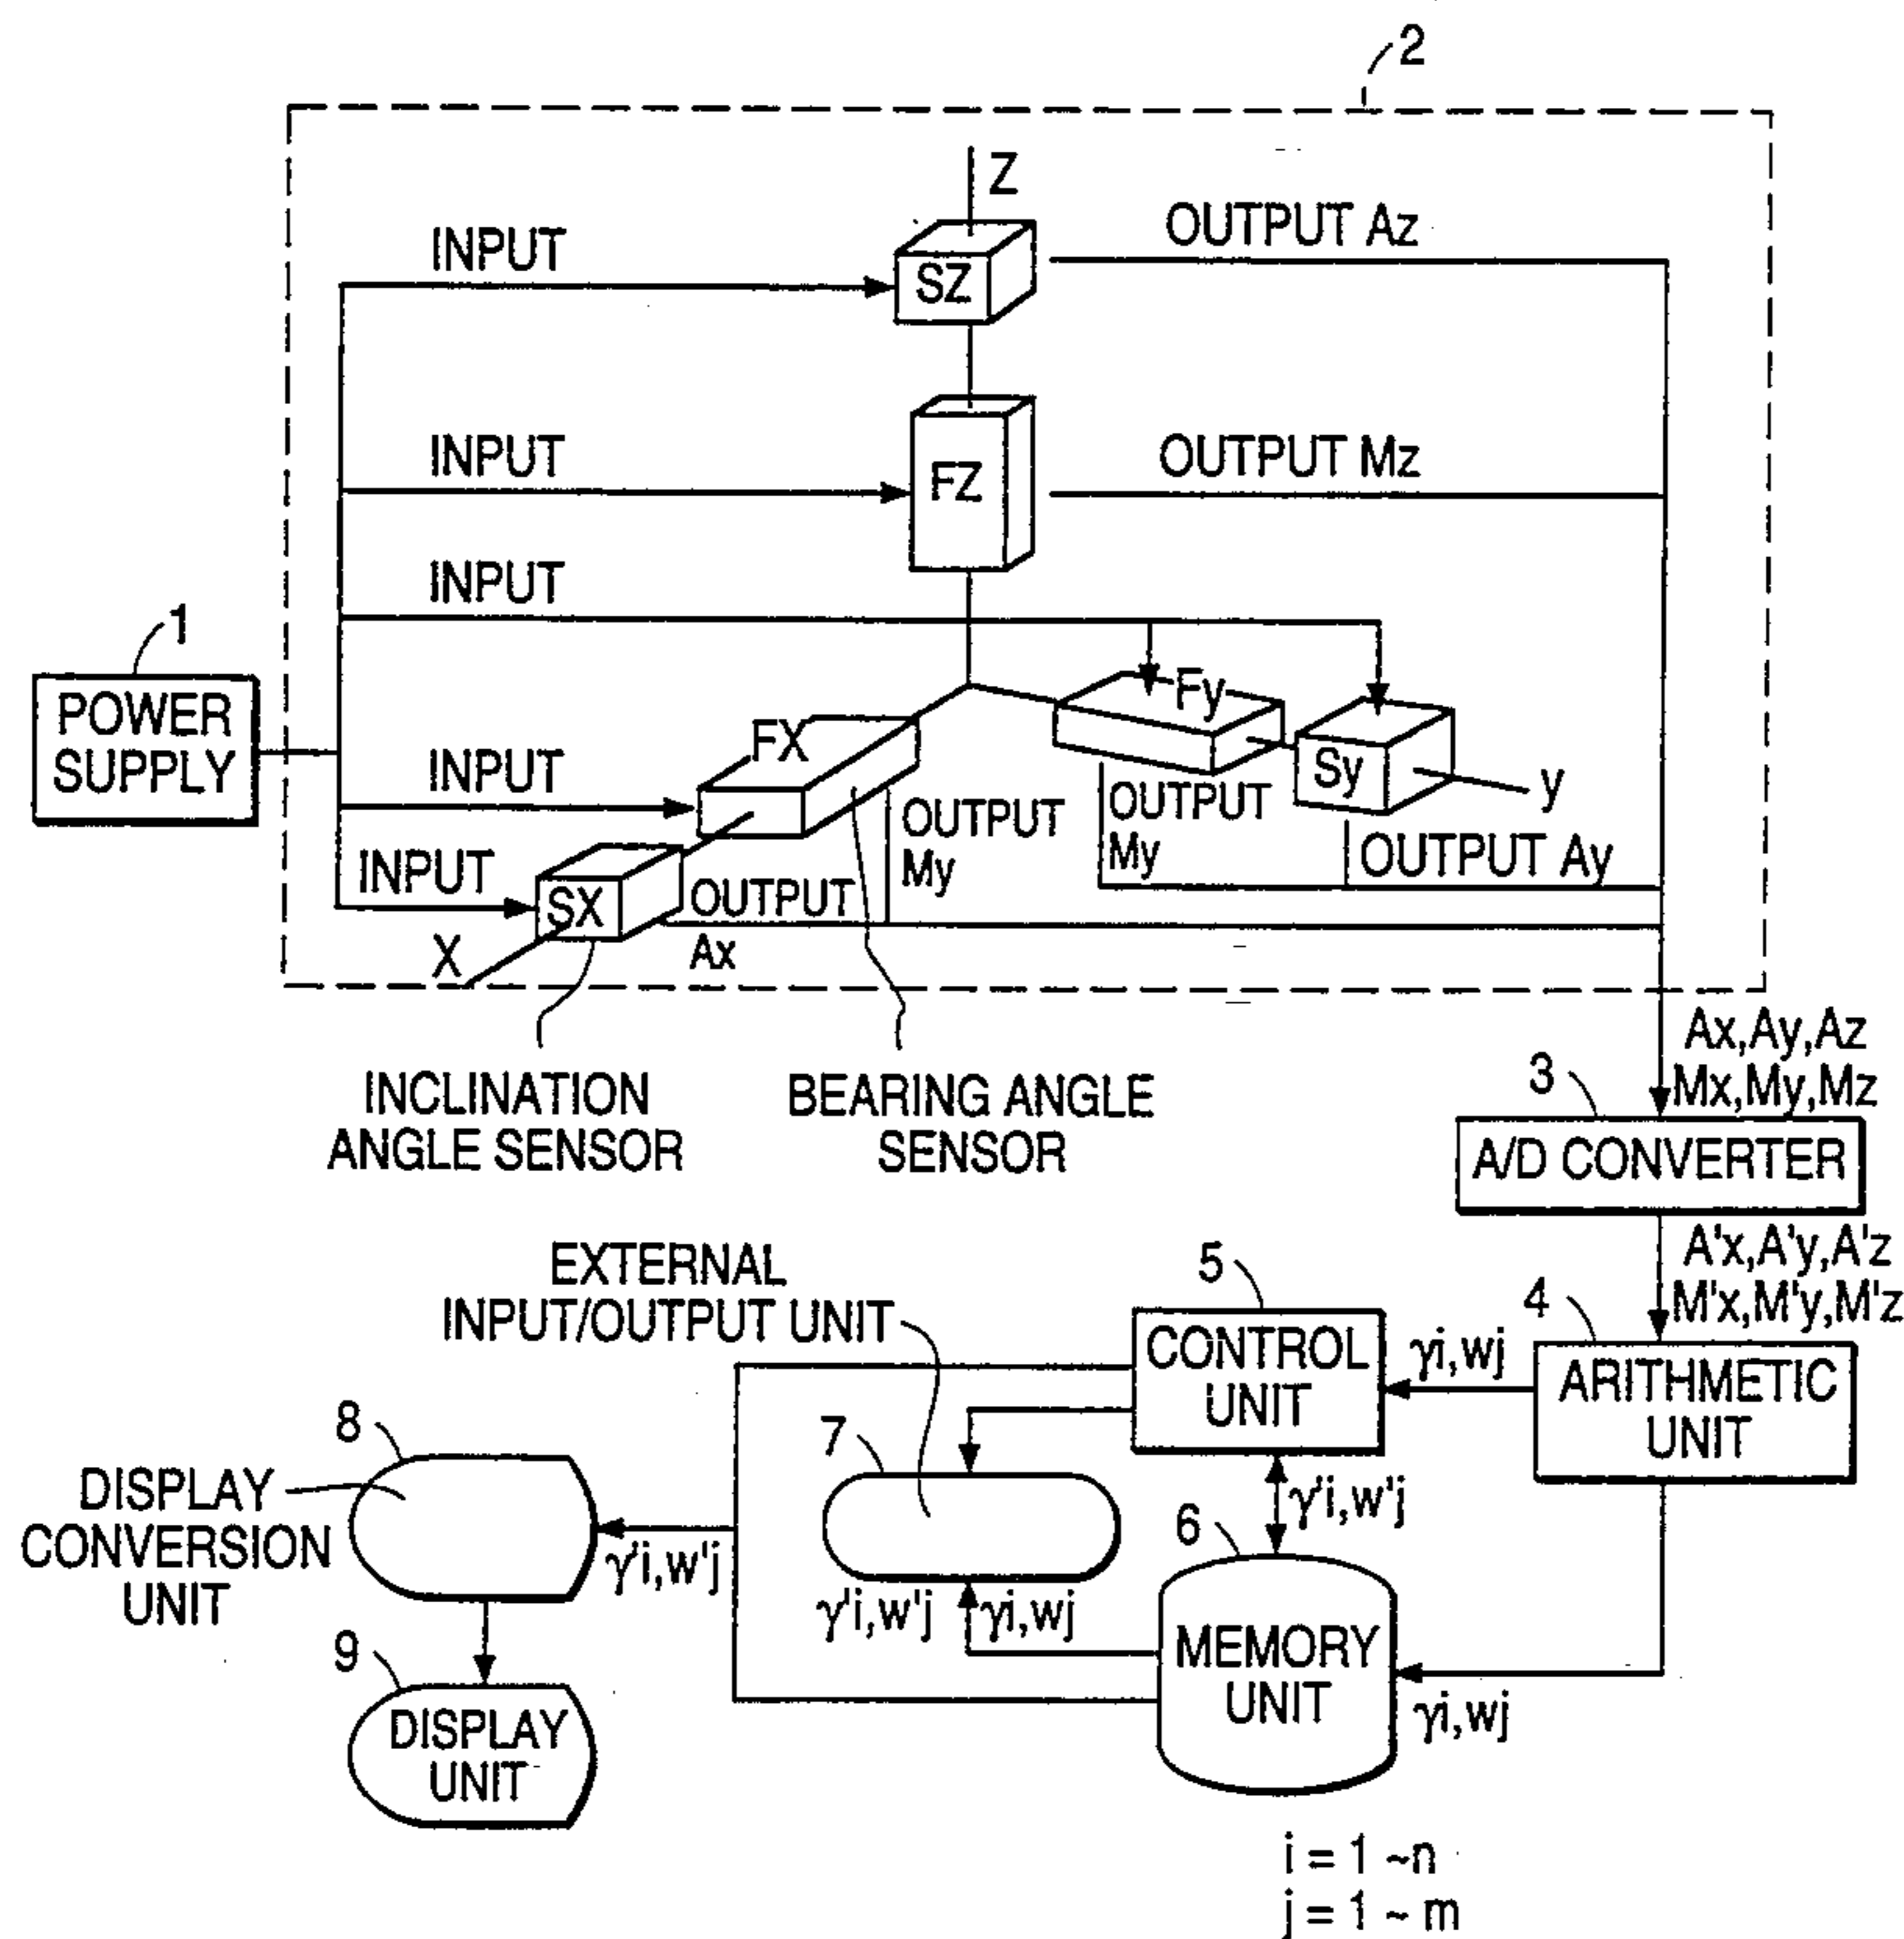 2
Z
INPUT
OUTPUT Az
SZ
INPUT
OUTPUT Mz
FZ
INPUT
1
POWER
SUPPLY
Fy
FX
INPUT
Sy
y
OUTPUT
My
OUTPUT
My
OUTPUT Ay
INPUT
SX
OUTPUT
Ax
X
INCLINATION
ANGLE SENSOR
BEARING ANGLE
SENSOR
Ax,Ay,Az
Mx,My,Mz
3
A/D CONVERTER
A'x,A'y,A'z
M'x,M'y,M'z
EXTERNAL
INPUT/OUTPUT UNIT
5
CONTROL
UNIT
γi,wj
4
ARITHMETIC
UNIT
8
DISPLAY
CONVERSION
UNIT
7
γ'i,w'j
6
γ'i,w'j
γ'i,w'j
γi,wj
MEMORY
UNIT
γi,wj
9
DISPLAY
UNIT
i = 1 ~n
j = 1 ~ m